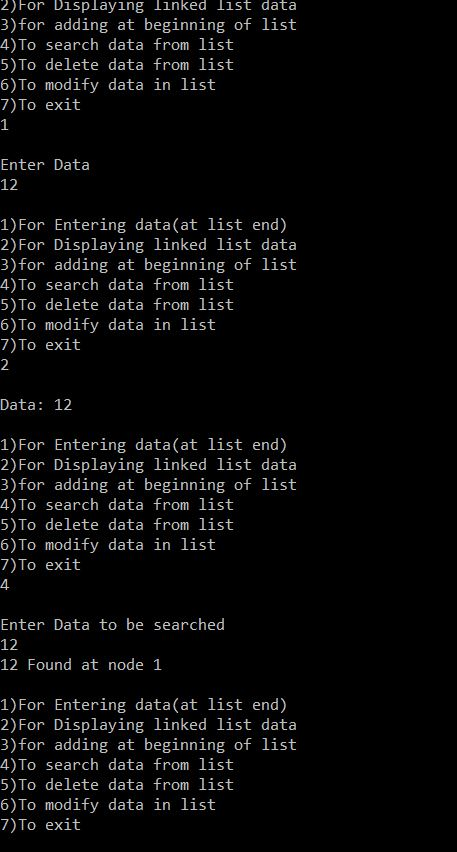 2)For Displaying linked list data
3)for adding at beginning of list
4)To search data from list
5)To delete data from list
6)To modify data in list
7)To exit
1
Enter Data
12
1)For Entering data(at list end)
2)For Displaying linked list data
3)for adding at beginning of list
4)To search data from list
5)To delete data from list
6)To modify data in list
7)To exit
2
Data: 12
1)For Entering data(at list end)
2)For Displaying linked list data
3)for adding at beginning of list
4)To search data from list
5)To delete data from list
6)To modify data in list
7)To exit
4
Enter Data to be searched
12
12 Found at node 1
1)For Entering data(at list end)
2)For Displaying linked list data
3)for adding at beginning of list
4)To search data from list
5)To delete data from list
6)To modify data in list
7)To exit